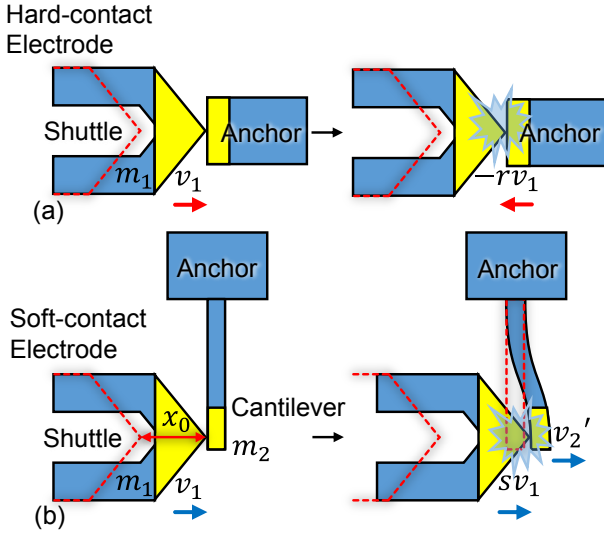 Hard-contact
Electrode
Shuttle
Anchor
Anchor
m₁
v₁
−rv₁
(a)
Anchor
Anchor
Soft-contact
Electrode
x₀
Cantilever
Shuttle
m₂
v₂′
m₁
v₁
sv₁
(b)